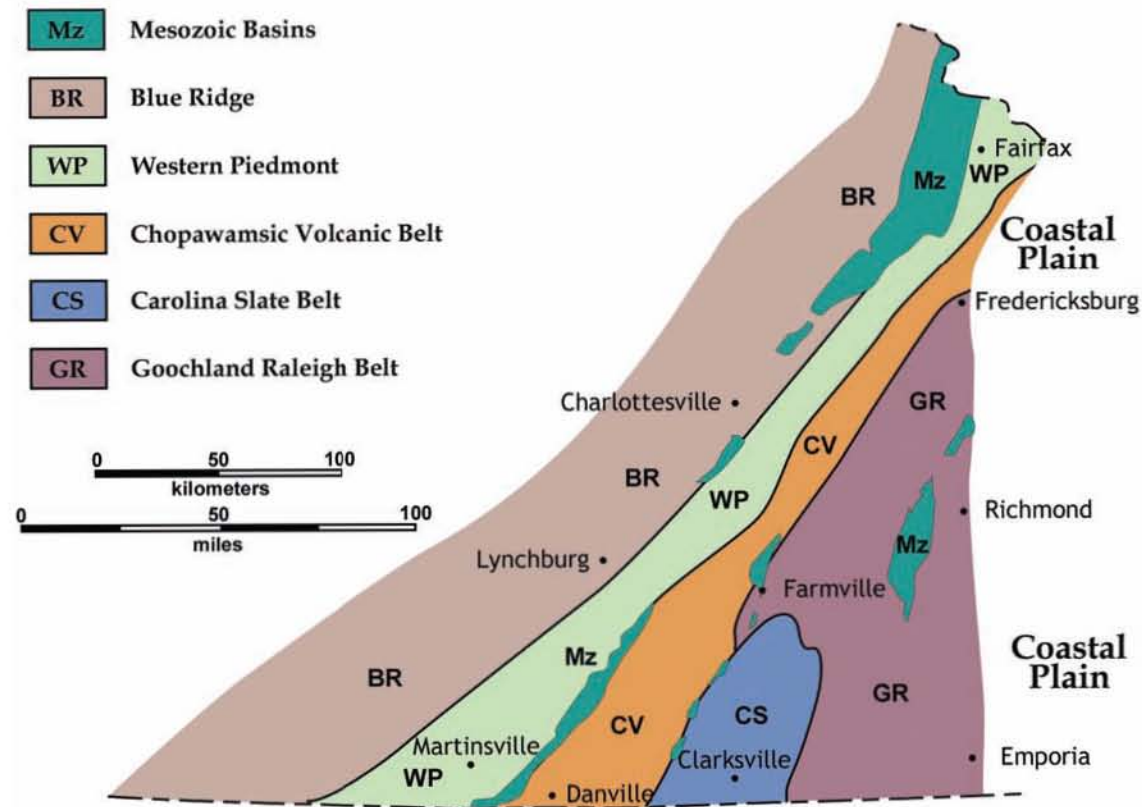 Mz Mesozoic Basins
BR Blue Ridge
WP Western Piedmont
CV Chopawamsic Volcanic Belt
CS Carolina Slate Belt
GR Goochland Raleigh Belt
0 50 100
kilometers
0 50 100
miles
Fairfax
WP
Mz
BR
Coastal
Plain
Fredericksburg
Charlottesville
GR
CV
BR
WP
Richmond
Mz
Lynchburg
Farmville
Mz
Coastal
Plain
BR
GR
CS
CV
Martinsville
Clarksville
Emporia
WP
Danville